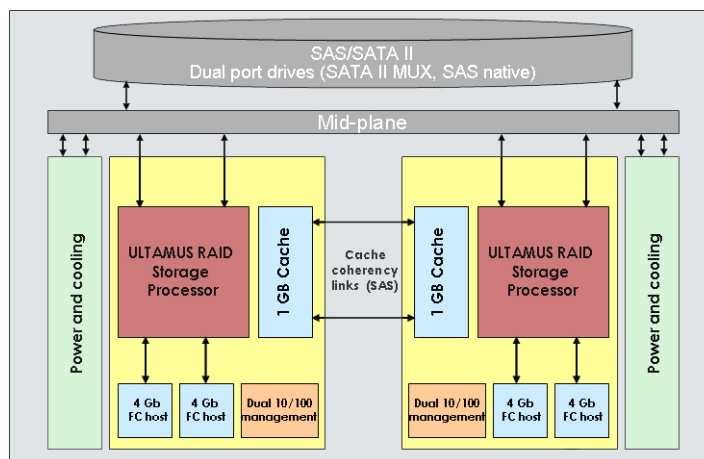 SAS/SATA II
Dual port drives (SATA II MUX, SAS native)
Mid-plane
Power and cooling
ULTAMUS RAID
Storage
Processor
1 GB Cache
4 Gb
FC host
4 Gb
FC host
Dual 10/100
management
Cache
coherency
links (SAS)
1 GB Cache
ULTAMUS RAID
Storage
Processor
Dual 10/100
management
4 Gb
FC host
4 Gb
FC host
Power and cooling